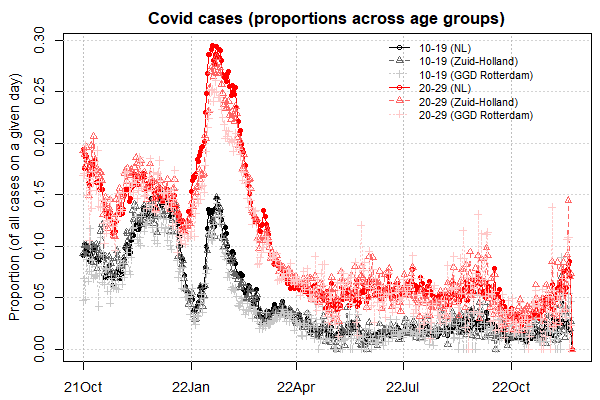 Covid cases (proportions across age groups)
Proportion (of all cases on a given day)
0.30
0.25
0.20
0.15
0.10
0.05
0.00
10-19 (NL)
10-19 (Zuid-Holland)
10-19 (GGD Rotterdam)
20-29 (NL)
20-29 (Zuid-Holland)
20-29 (GGD Rotterdam)
21Oct
22Jan
22Apr
22Jul
22Oct